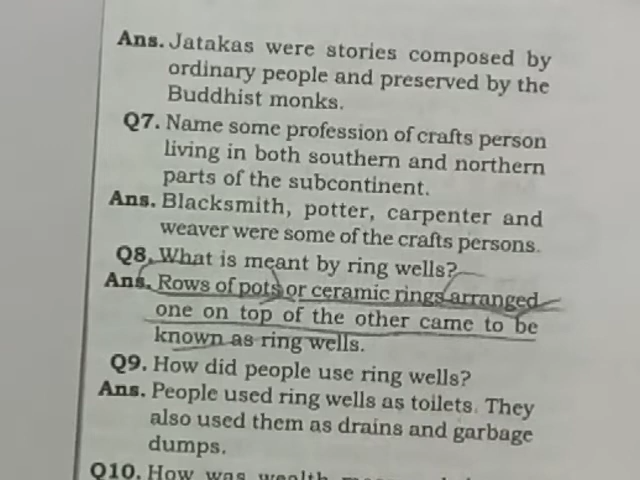 Ans. Jatakas were stories composed by
ordinary people and preserved by the
Buddhist monks.
Q7. Name some profession of crafts person
living in both southern and northern
parts of the subcontinent.
Ans. Blacksmith, potter, carpenter and
weaver were some of the crafts persons.
Q8. What is meant by ring wells?
Ans. Rows of pots or ceramic rings arranged
one on top of the other came to be
known as ring wells.
Q9. How did people use ring wells?
Ans. People used ring wells as toilets. They
also used them as drains and garbage
dumps.
Q10. How was wealth